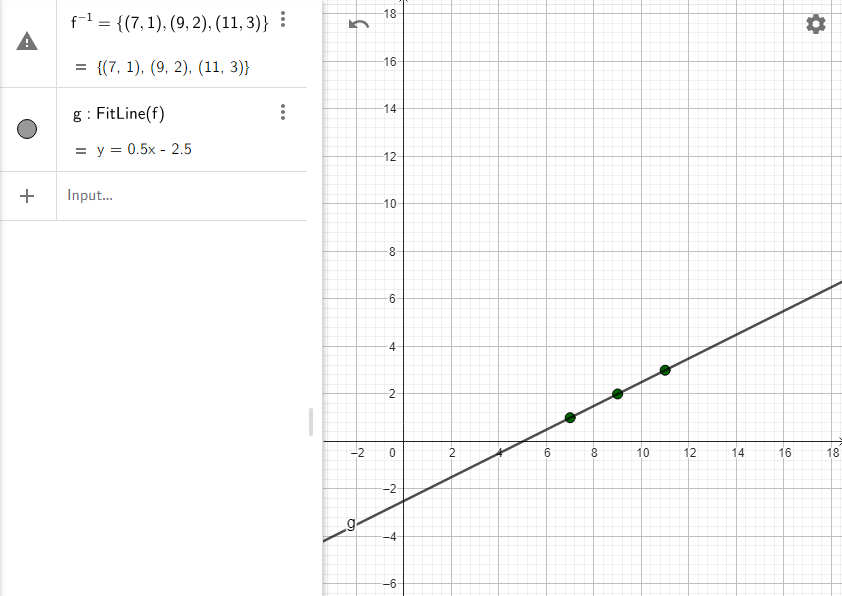 f⁻¹ = {(7, 1), (9, 2), (11, 3)}
= {(7, 1), (9, 2), (11, 3)}
g : FitLine(f)
= y = 0.5x - 2.5
+ Input...
18
16
14
12
10
8
6
4
2
−2 0 2 4 6 8 10 12 14 16 18
−2
g
−4
−6